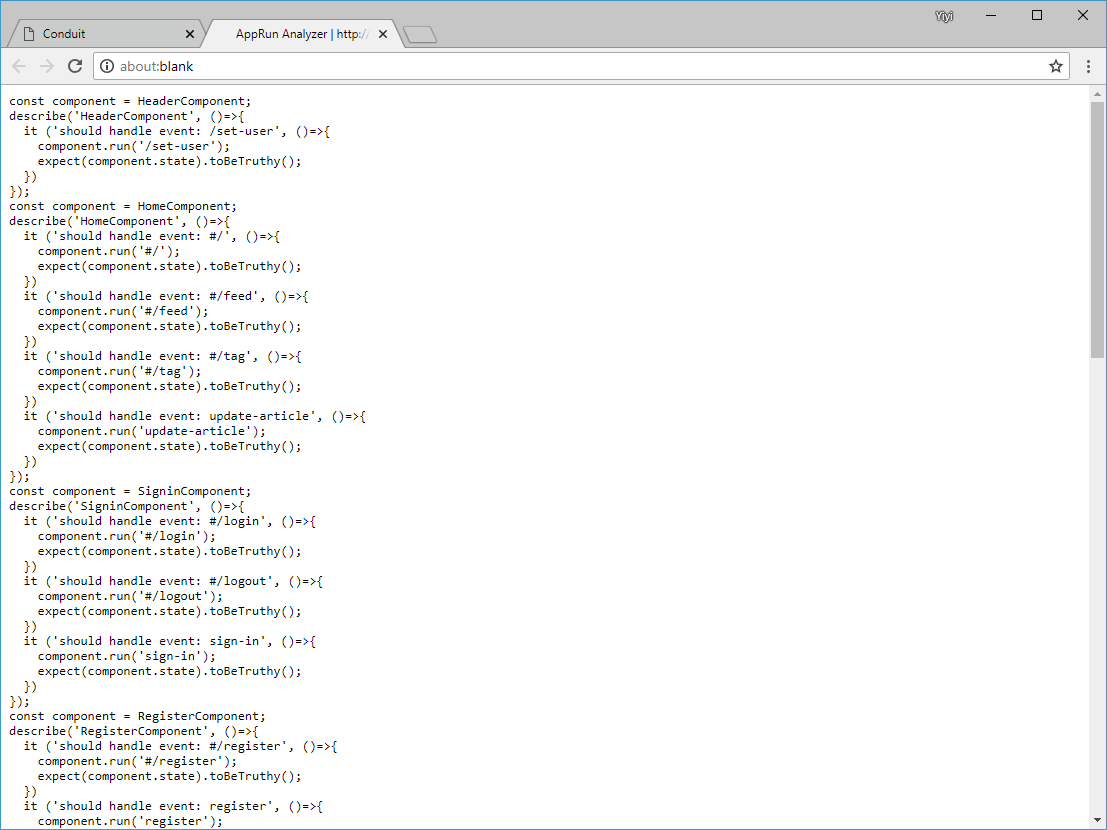 Yiyi
Conduit
AppRun Analyzer | http:/
about:blank
const component = HeaderComponent;
describe('HeaderComponent', ()=>{
  it ('should handle event: /set-user', ()=>{
    component.run('/set-user');
    expect(component.state).toBeTruthy();
  })
});
const component = HomeComponent;
describe('HomeComponent', ()=>{
  it ('should handle event: #/', ()=>{
    component.run('#/');
    expect(component.state).toBeTruthy();
  })
  it ('should handle event: #/feed', ()=>{
    component.run('#/feed');
    expect(component.state).toBeTruthy();
  })
  it ('should handle event: #/tag', ()=>{
    component.run('#/tag');
    expect(component.state).toBeTruthy();
  })
  it ('should handle event: update-article', ()=>{
    component.run('update-article');
    expect(component.state).toBeTruthy();
  })
});
const component = SigninComponent;
describe('SigninComponent', ()=>{
  it ('should handle event: #/login', ()=>{
    component.run('#/login');
    expect(component.state).toBeTruthy();
  })
  it ('should handle event: #/logout', ()=>{
    component.run('#/logout');
    expect(component.state).toBeTruthy();
  })
  it ('should handle event: sign-in', ()=>{
    component.run('sign-in');
    expect(component.state).toBeTruthy();
  })
});
const component = RegisterComponent;
describe('RegisterComponent', ()=>{
  it ('should handle event: #/register', ()=>{
    component.run('#/register');
    expect(component.state).toBeTruthy();
  })
  it ('should handle event: register', ()=>{
    component.run('register');